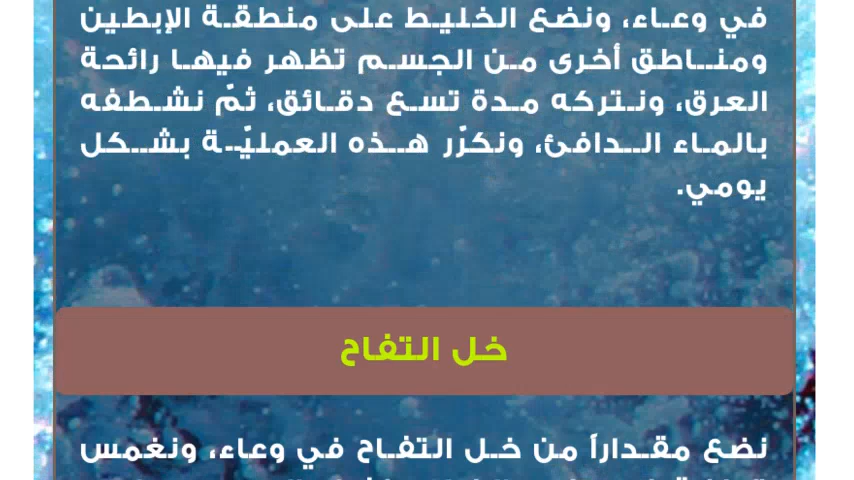 في وعاء، ونضع الخليط على منطقة الإبطين
ومناطق أخرى من الجسم تظهر فيها رائحة
العرق، ونتركه مدة تسع دقائق، ثمّ نشطفه
بالماء الدافئ، ونكرّر هذه العمليّة بشكل
يومي.
خل التفاح
نضع مقداراً من خل التفاح في وعاء، ونغمس